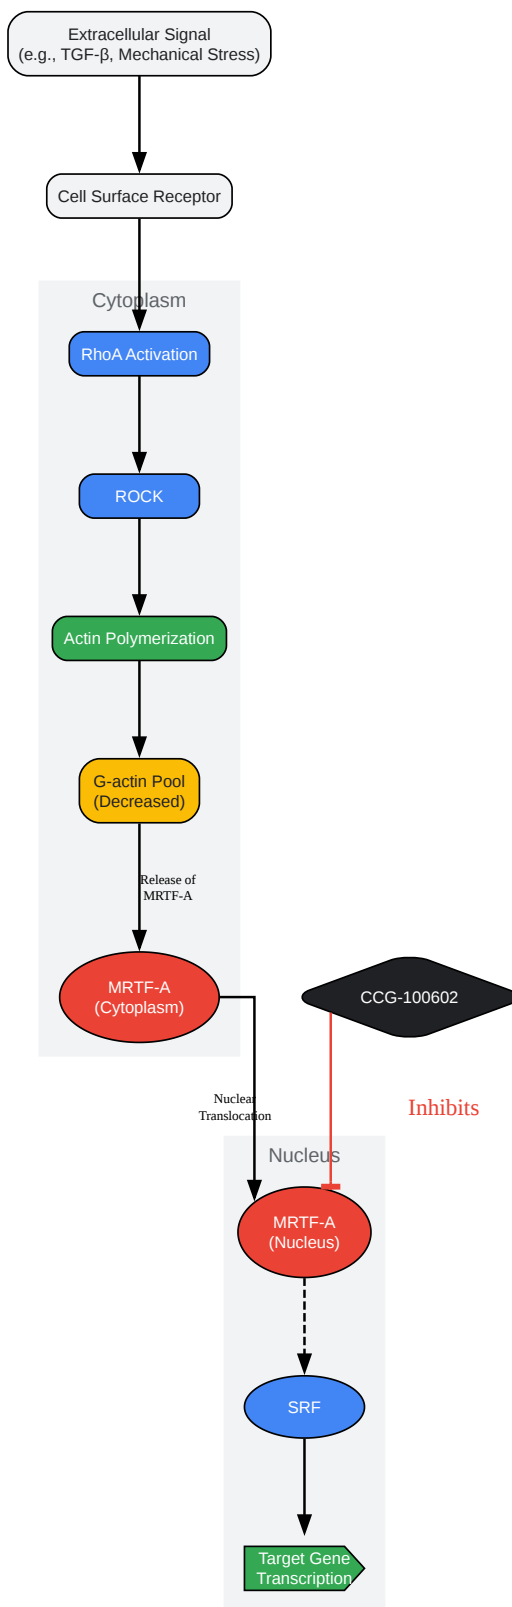 Extracellular Signal
(e.g., TGF-β, Mechanical Stress)
Cell Surface Receptor
Cytoplasm
RhoA Activation
ROCK
Actin Polymerization
G-actin Pool
(Decreased)
Release of
MRTF-A
MRTF-A
(Cytoplasm)
CCG-100602
Nuclear
Translocation
Inhibits
Nucleus
MRTF-A
(Nucleus)
SRF
Target Gene
Transcription